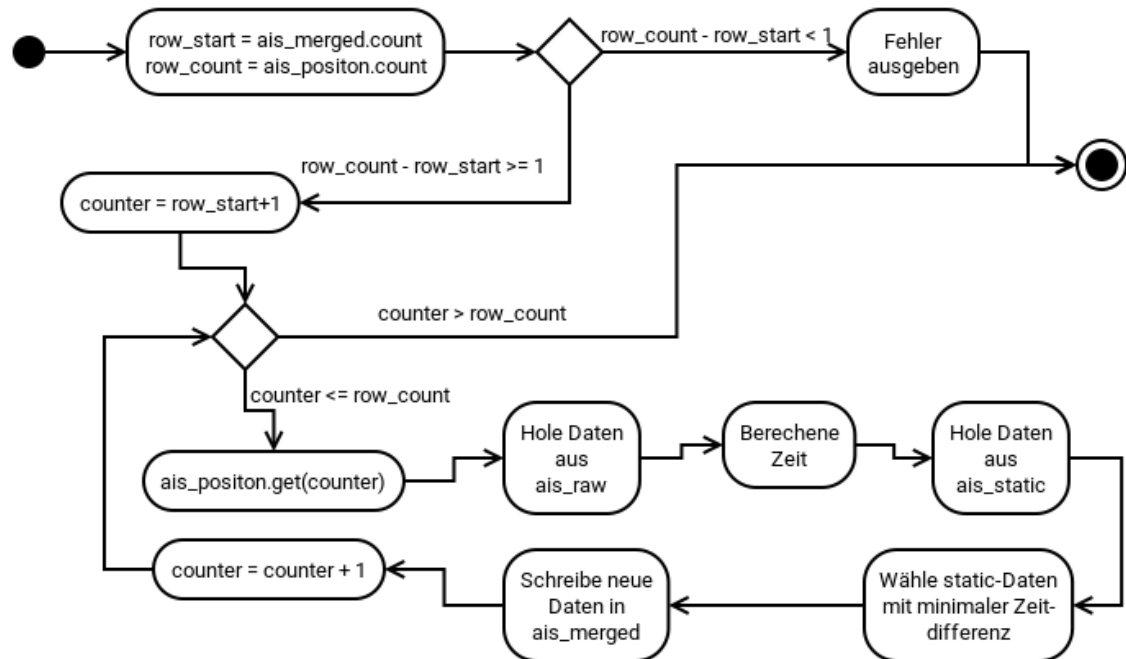 row_start = ais_merged.count
row_count = ais_positon.count
row_count - row_start < 1
Fehler
ausgeben
row_count - row_start >= 1
counter = row_start+1
counter > row_count
counter <= row_count
ais_positon.get(counter)
Hole Daten
aus
ais_raw
Berechene
Zeit
Hole Daten
aus
ais_static
Wähle static-Daten
mit minimaler Zeit-
differenz
Schreibe neue
Daten in
ais_merged
counter = counter + 1